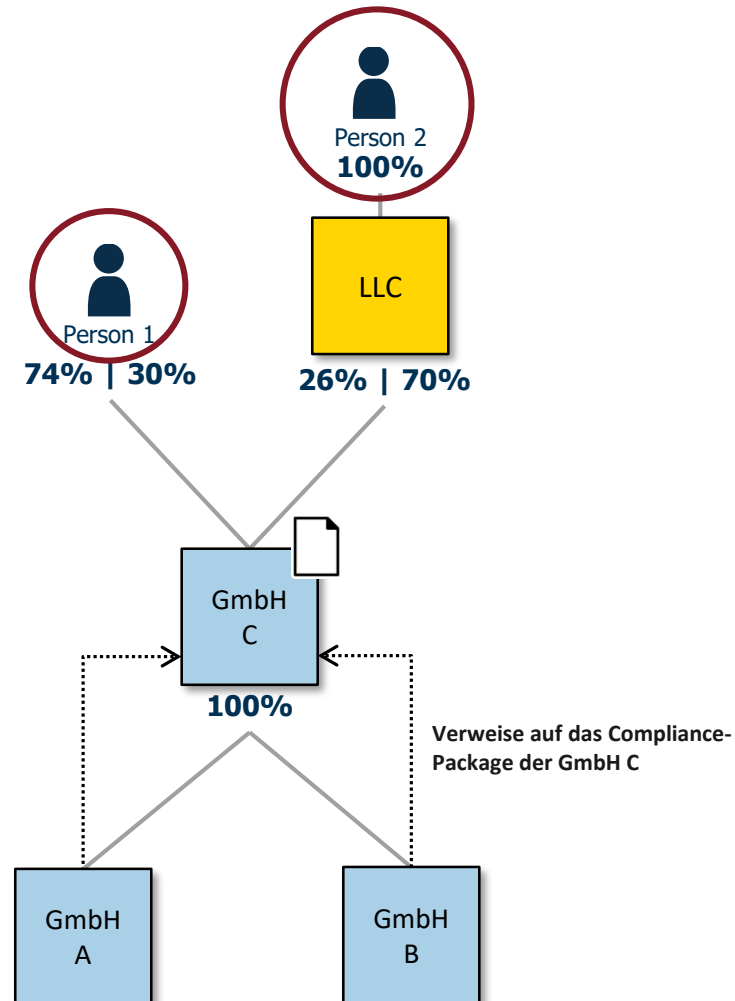 Person 2
100%
LLC
Person 1
74% | 30%
26% | 70%
GmbH
C
100%
Verweise auf das Compliance-
Package der GmbH C
GmbH
A
GmbH
B